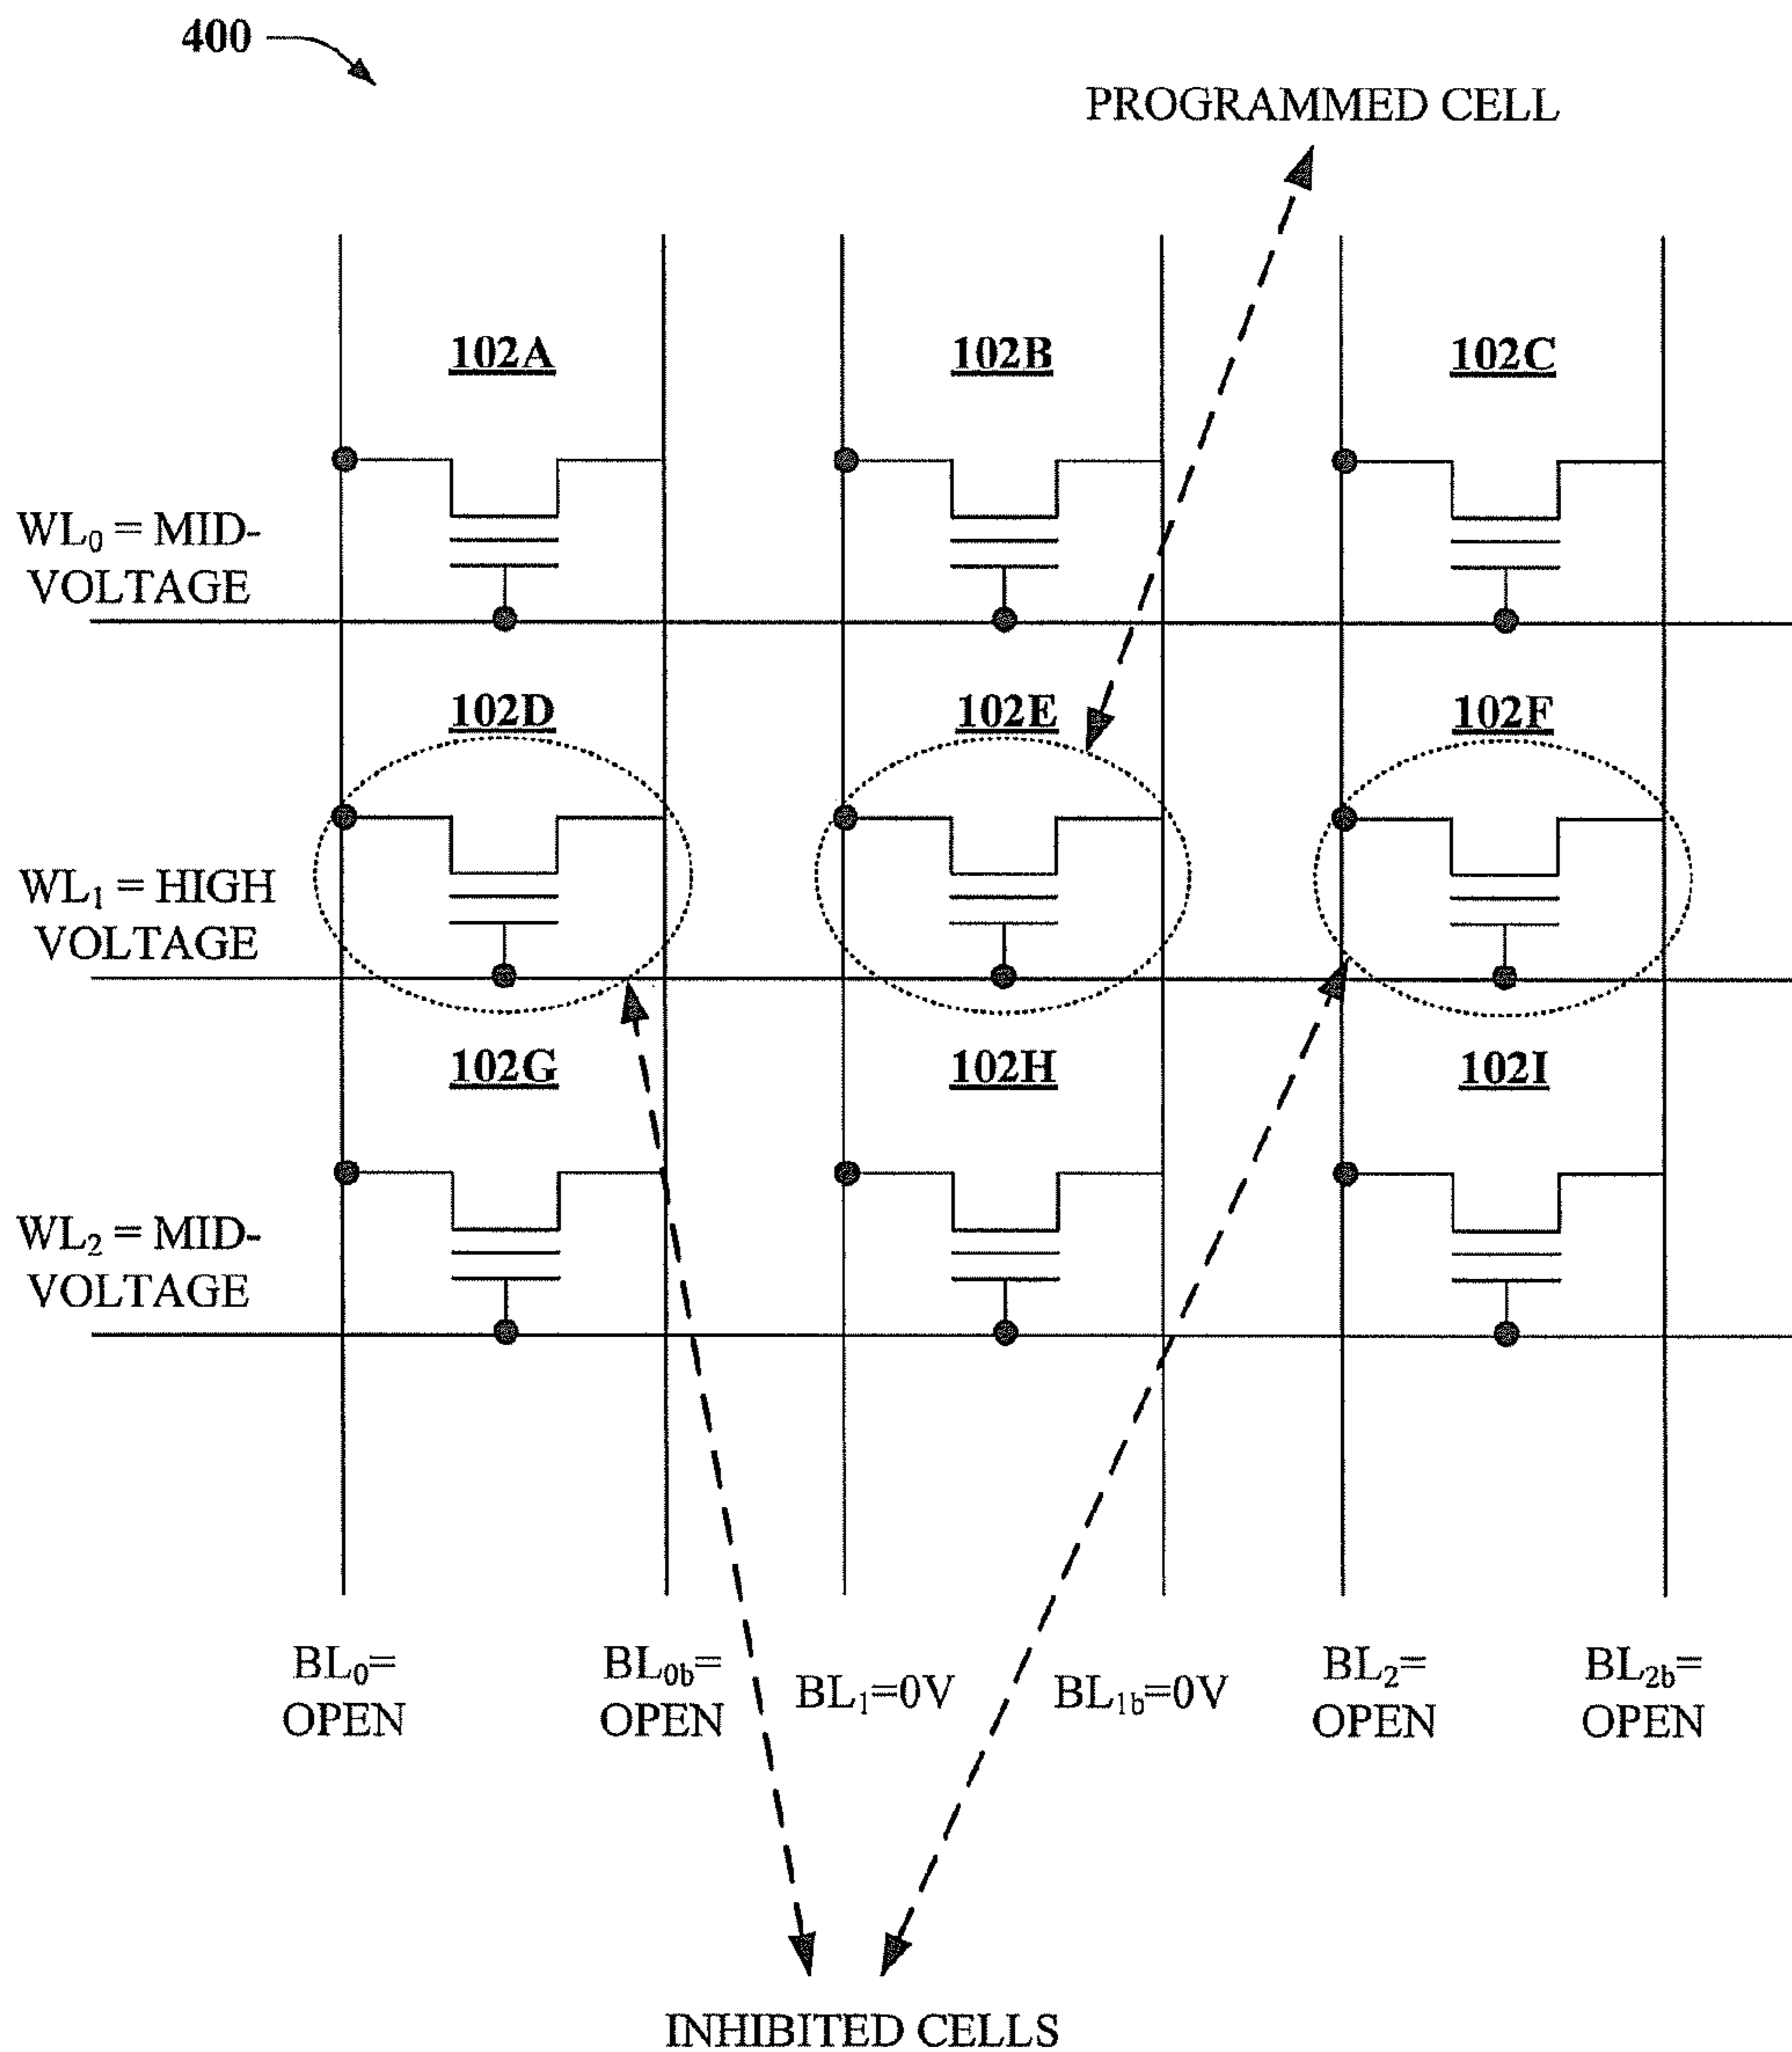 400
PROGRAMMED CELL
102A
102B
102C
WL₀ = MID-
VOLTAGE
102D
102E
102F
WL₁ = HIGH
VOLTAGE
102G
102H
102I
WL₂ = MID-
VOLTAGE
BL₀=
OPEN
BL₀b=
OPEN
BL₁=0V
BL₁b=0V
BL₂=
OPEN
BL₂b=
OPEN
INHIBITED CELLS